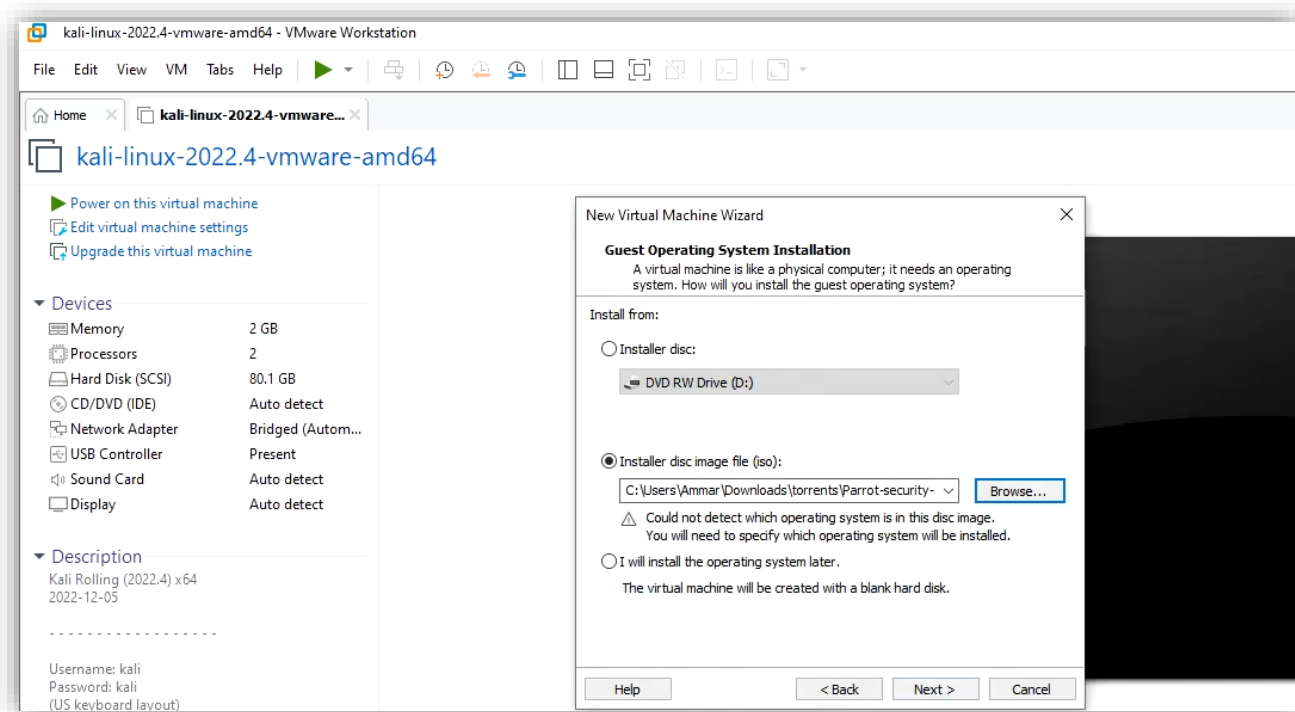 kali-linux-2022.4-vmware-amd64 - VMware Workstation
File Edit View VM Tabs Help
Home
kali-linux-2022.4-vmware...
kali-linux-2022.4-vmware-amd64
Power on this virtual machine
Edit virtual machine settings
Upgrade this virtual machine
Devices
Memory 2 GB
Processors 2
Hard Disk (SCSI) 80.1 GB
CD/DVD (IDE) Auto detect
Network Adapter Bridged (Autom...
USB Controller Present
Sound Card Auto detect
Display Auto detect
Description
Kali Rolling (2022.4) x64
2022-12-05
- - - - - - - - - - - - - - - - - -
Username: kali
Password: kali
(US keyboard layout)
New Virtual Machine Wizard
Guest Operating System Installation
A virtual machine is like a physical computer; it needs an operating
system. How will you install the guest operating system?
Install from:
Installer disc:
DVD RW Drive (D:)
Installer disc image file (iso):
C:\Users\Ammar\Downloads\torrents\Parrot-security-
Browse...
Could not detect which operating system is in this disc image.
You will need to specify which operating system will be installed.
I will install the operating system later.
The virtual machine will be created with a blank hard disk.
Help < Back Next > Cancel